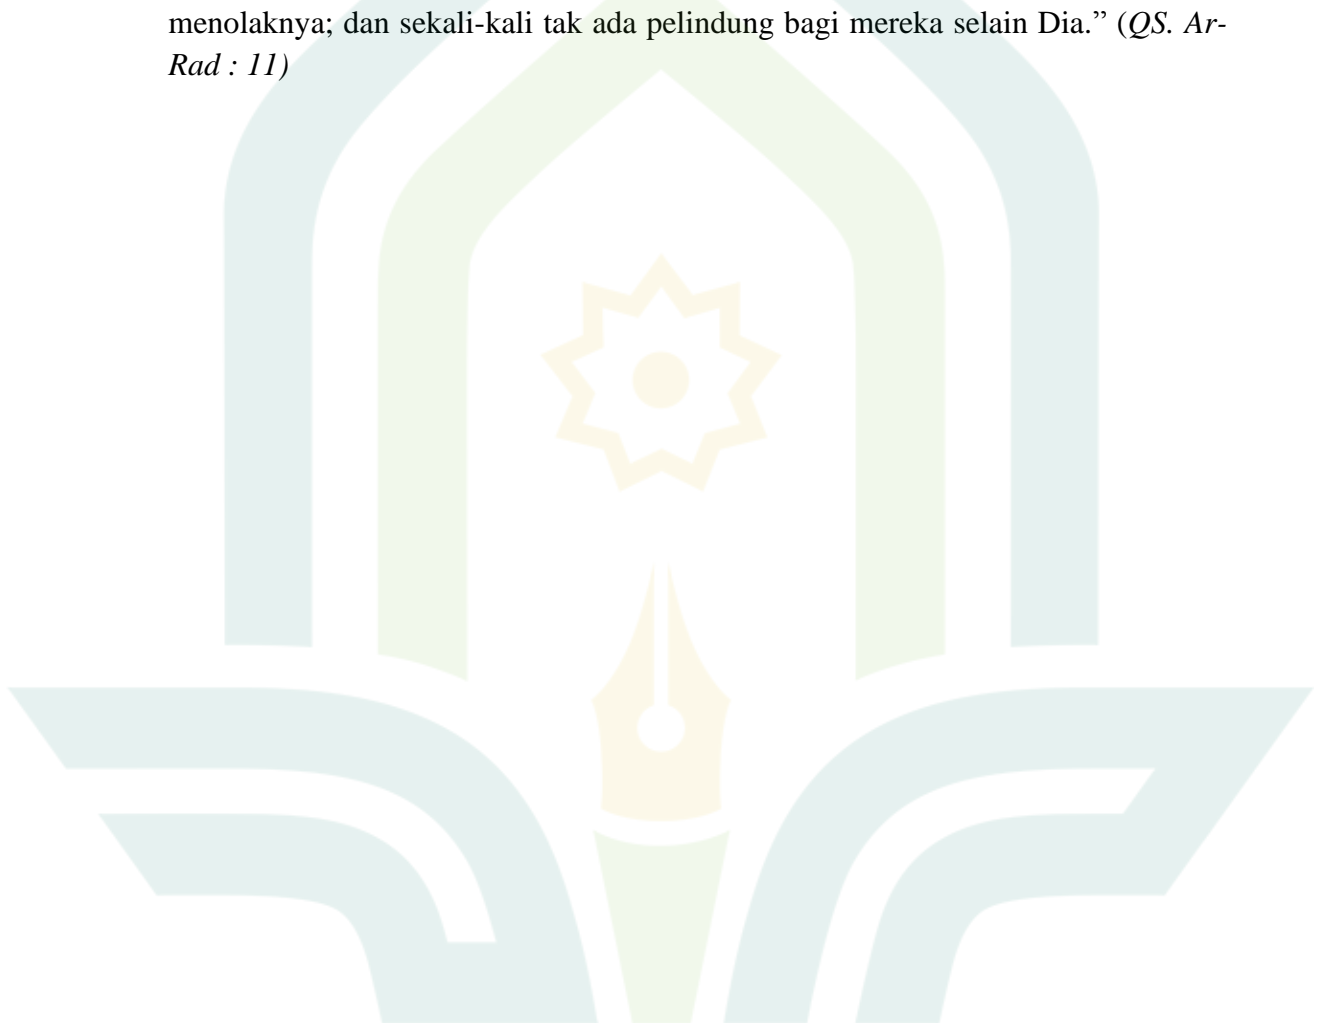 menolaknya; dan sekali-kali tak ada pelindung bagi mereka selain Dia.” (QS. Ar-
Rad : 11)